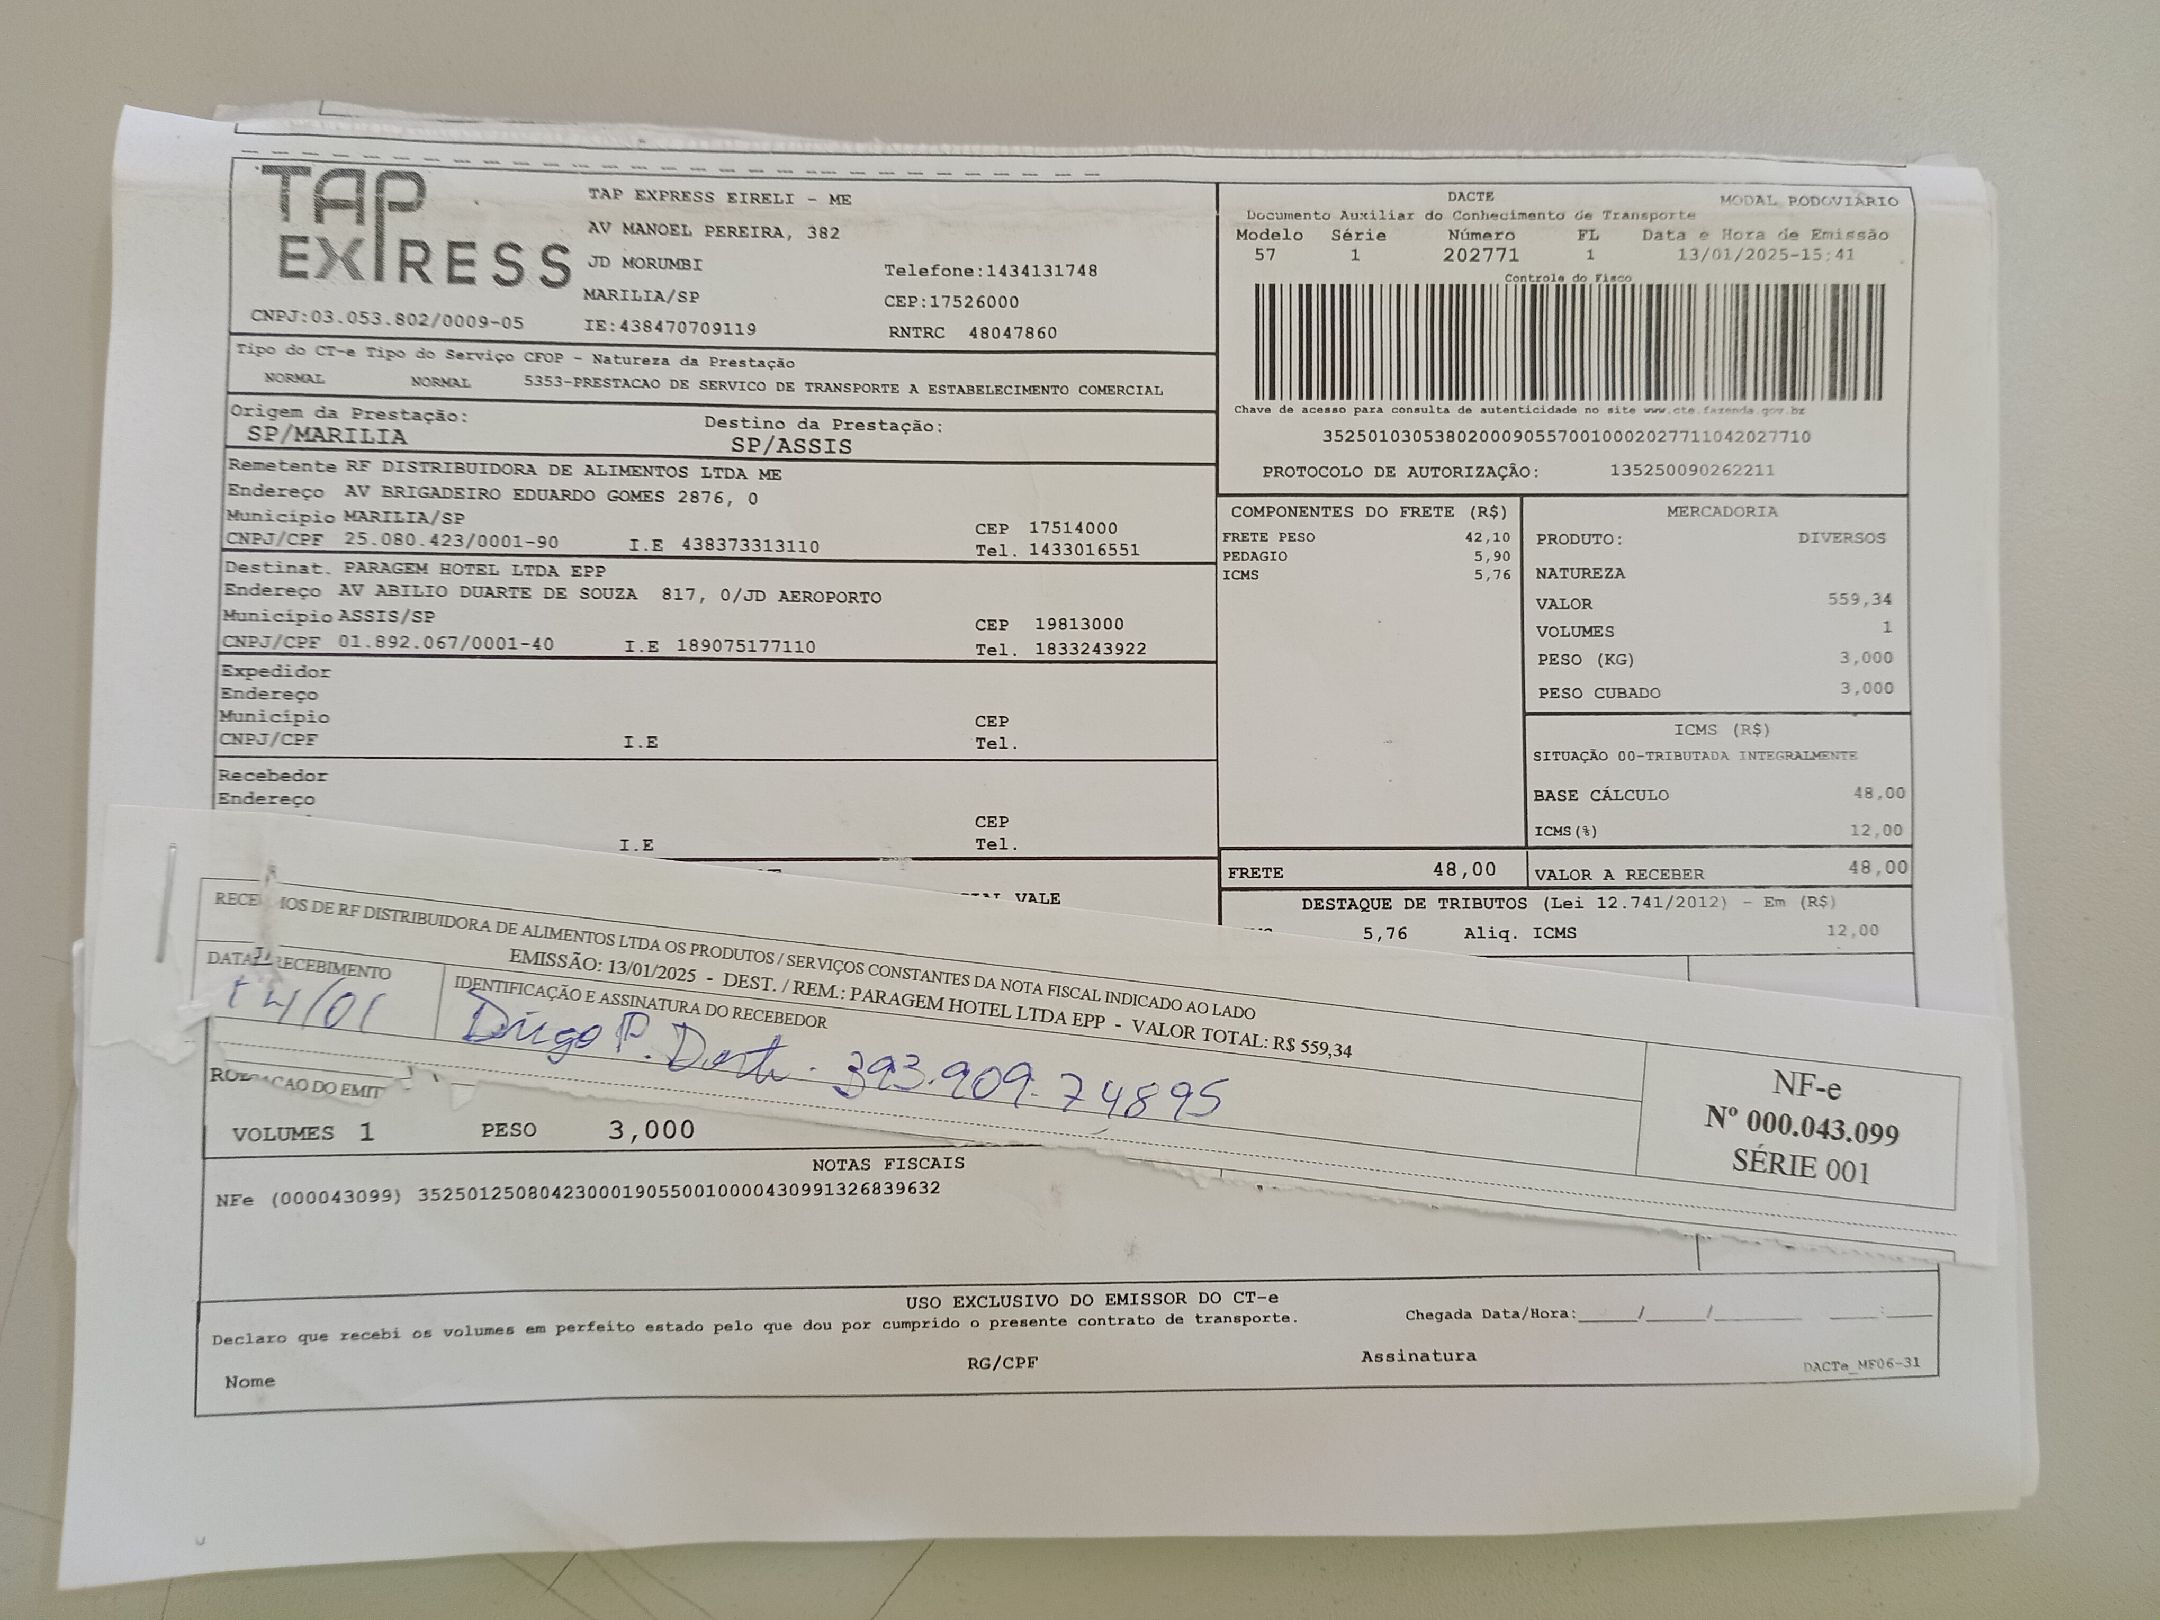 TAP EXPRESS
TAP EXPRESS EIRELI - ME
AV MANOEL PEREIRA, 382
JD MORUMBI
Telefone:1434131748
MARILIA/SP
CEP:17526000
CNPJ:03.053.802/0009-05
IE:438470709119
RNTRC 48047860
DACTE
MODAL RODOVIÁRIO
Documento Auxiliar do Conhecimento de Transporte
Modelo Série Número FL Data e Hora de Emissão
57 1 202771 1 13/01/2025-15:41
Controle do Fisco
Chave de acesso para consulta de autenticidade no site www.cte.fazenda.gov.br
35250103053802000905570010002027711042027710
PROTOCOLO DE AUTORIZAÇÃO: 135250090262211
Tipo do CT-e Tipo do Serviço CFOP - Natureza da Prestação
NORMAL NORMAL 5353-PRESTACAO DE SERVICO DE TRANSPORTE A ESTABELECIMENTO COMERCIAL
Origem da Prestação: Destino da Prestação:
SP/MARILIA SP/ASSIS
Remetente RF DISTRIBUIDORA DE ALIMENTOS LTDA ME
Endereço AV BRIGADEIRO EDUARDO GOMES 2876, 0
Município MARILIA/SP CEP 17514000
CNPJ/CPF 25.080.423/0001-90 I.E 438373313110 Tel. 1433016551
Destinat. PARAGEM HOTEL LTDA EPP
Endereço AV ABILIO DUARTE DE SOUZA 817, 0/JD AEROPORTO
Município ASSIS/SP CEP 19813000
CNPJ/CPF 01.892.067/0001-40 I.E 189075177110 Tel. 1833243922
Expedidor
Endereço
Município CEP
CNPJ/CPF I.E Tel.
Recebedor
Endereço
CEP
I.E Tel.
VALE
COMPONENTES DO FRETE (R$)
FRETE PESO 42,10
PEDAGIO 5,90
ICMS 5,76
MERCADORIA
PRODUTO: DIVERSOS
NATUREZA
VALOR 559,34
VOLUMES 1
PESO (KG) 3,000
PESO CUBADO 3,000
ICMS (R$)
SITUAÇÃO 00-TRIBUTADA INTEGRALMENTE
BASE CÁLCULO 48,00
ICMS(%) 12,00
FRETE 48,00 VALOR A RECEBER 48,00
DESTAQUE DE TRIBUTOS (Lei 12.741/2012) - Em (R$)
5,76 Aliq. ICMS 12,00
DE RF DISTRIBUIDORA DE ALIMENTOS LTDA OS PRODUTOS / SERVIÇOS CONSTANTES DA NOTA FISCAL INDICADO AO LADO
EMISSÃO: 13/01/2025 - DEST. / REM.: PARAGEM HOTEL LTDA EPP - VALOR TOTAL: R$ 559,34
DATA RECEBIMENTO
14/01
IDENTIFICAÇÃO E ASSINATURA DO RECEBEDOR
P. 393.909.74895
NF-e
Nº 000.043.099
SÉRIE 001
DO EMIT
VOLUMES 1 PESO 3,000
NOTAS FISCAIS
NFe (000043099) 35250125080423000190550010000430991326839632
USO EXCLUSIVO DO EMISSOR DO CT-e
Declaro que recebi os volumes em perfeito estado pelo que dou por cumprido o presente contrato de transporte.
Chegada Data/Hora:____/____/______ ____:____
Nome RG/CPF Assinatura
DACTe_MF06-31